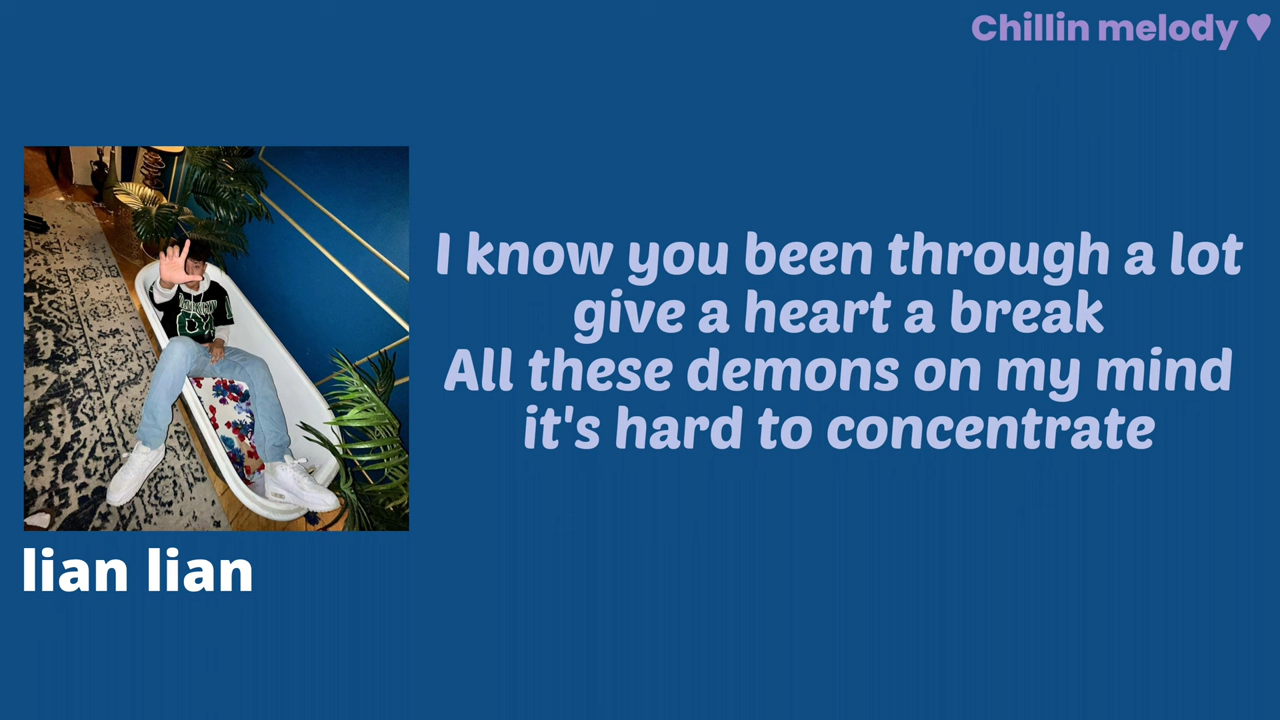 Chillin melody ♥
I know you been through a lot
give a heart a break
All these demons on my mind
it's hard to concentrate
lian lian